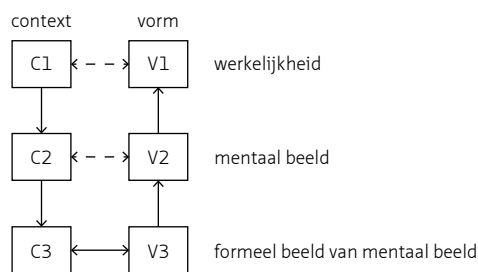 context vorm
C1 V1 werkelijkheid
C2 V2 mentaal beeld
C3 V3 formeel beeld van mentaal beeld